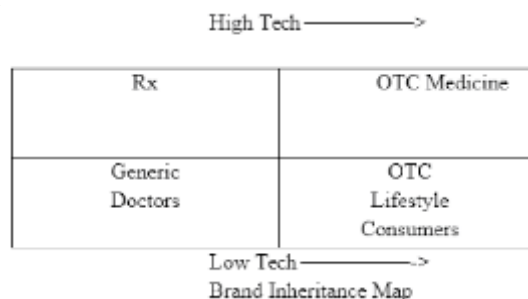 High Tech ————>
Rx OTC Medicine
Generic OTC
Doctors Lifestyle
Consumers
Low Tech ————->
Brand Inheritance Map